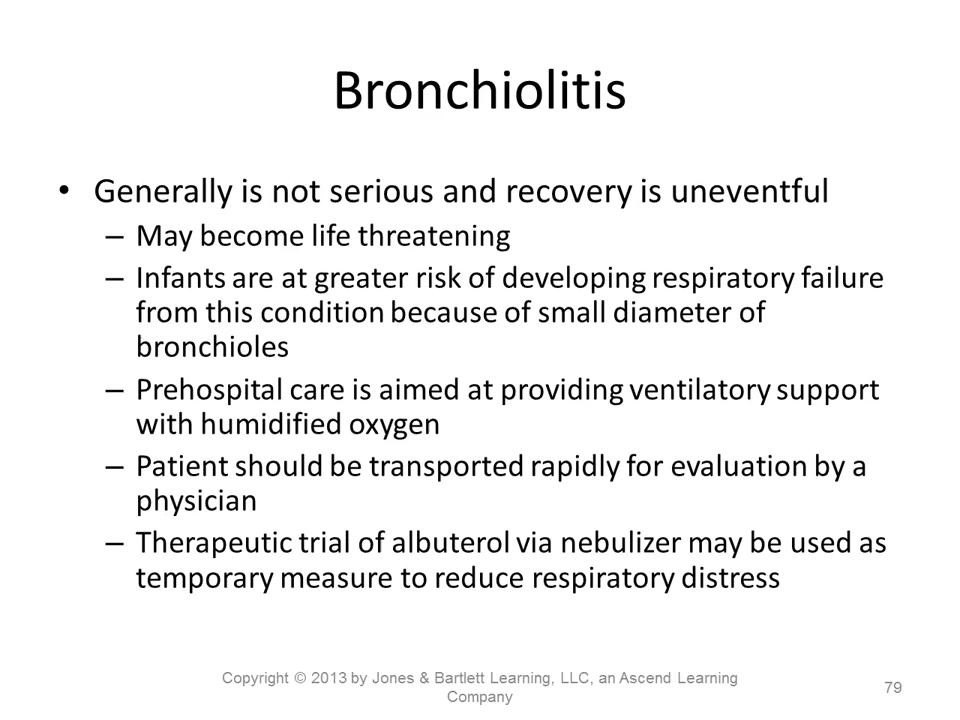 Bronchiolitis
• Generally is not serious and recovery is uneventful
– May become life threatening
– Infants are at greater risk of developing respiratory failure
from this condition because of small diameter of
bronchioles
– Prehospital care is aimed at providing ventilatory support
with humidified oxygen
– Patient should be transported rapidly for evaluation by a
physician
– Therapeutic trial of albuterol via nebulizer may be used as
temporary measure to reduce respiratory distress
Copyright © 2013 by Jones & Bartlett Learning, LLC, an Ascend Learning
Company
79